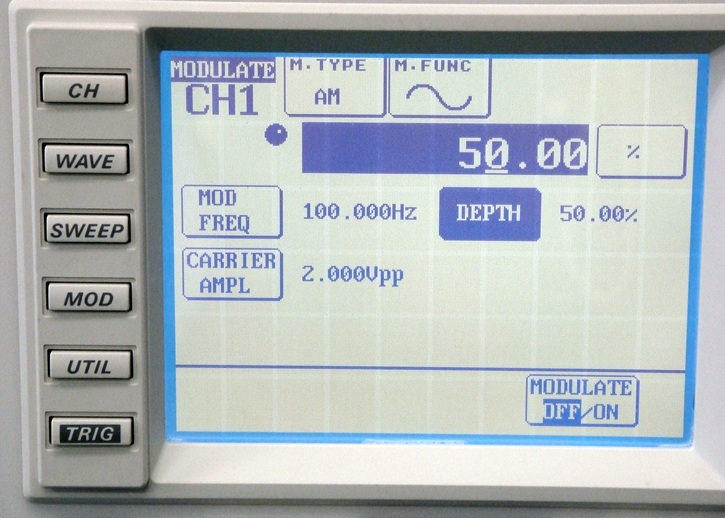 CH
WAVE
SWEEP
MOD
UTIL
TRIG
MODULATE
CH1
M.TYPE
AM
M.FUNC
50.00
%
MOD
FREQ
100.000Hz
DEPTH
50.00%
CARRIER
AMPL
2.000Vpp
MODULATE
OFF/ON